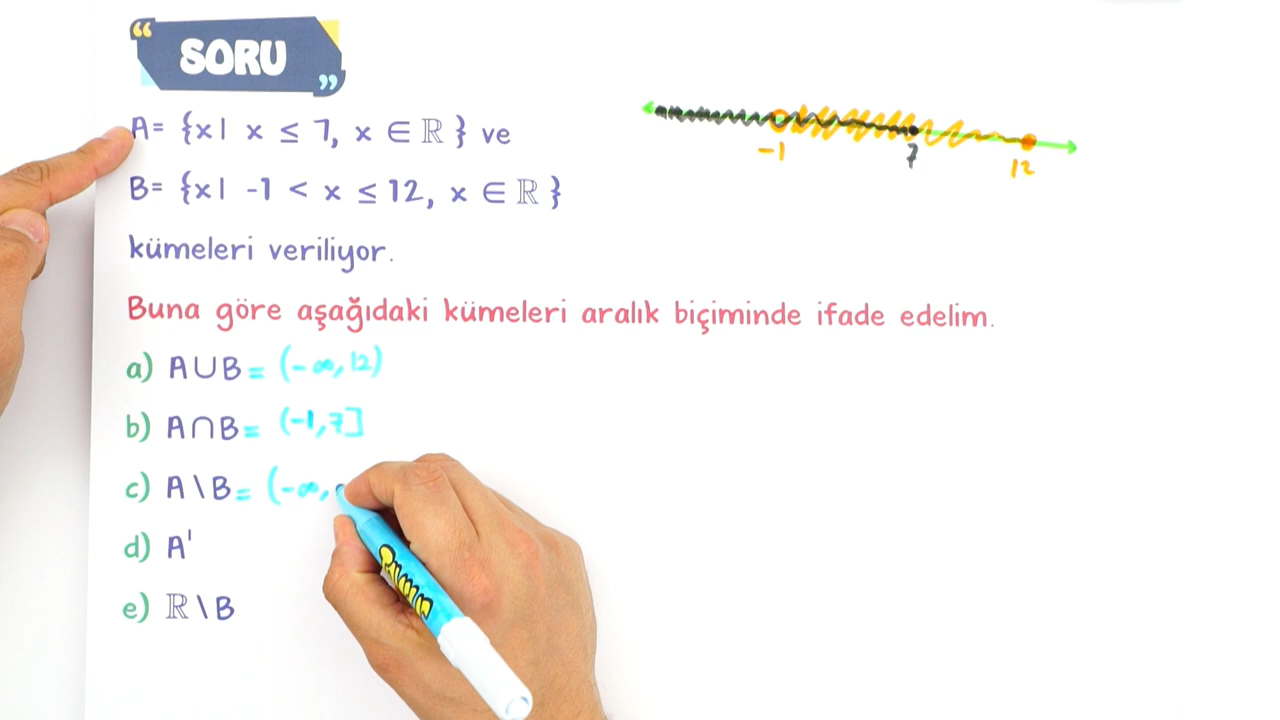 SORU
A= {x | x ≤ 7, x ∈ ℝ } ve
B= {x | -1 < x ≤ 12, x ∈ ℝ }
kümeleri veriliyor.
Buna göre aşağıdaki kümeleri aralık biçiminde ifade edelim.
a) A∪B = (-∞, 12)
b) A∩B = (-1, 7]
c) A\B = (-∞,
d) A'
e) ℝ\B
-1 7 12